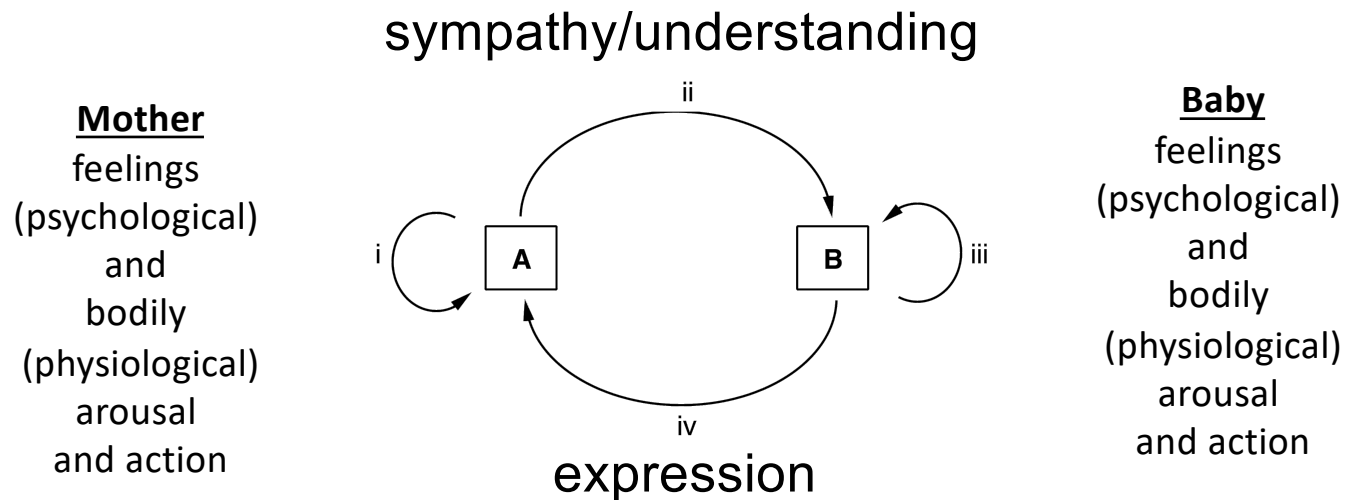 sympathy/understanding
ii
Mother
feelings
(psychological)
and
bodily
(physiological)
arousal
and action
i
A
B
iii
Baby
feelings
(psychological)
and
bodily
(physiological)
arousal
and action
iv
expression